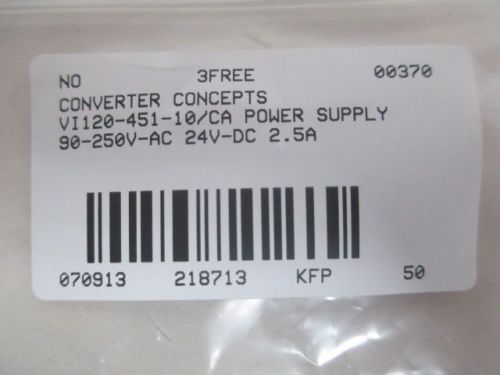 NO 3FREE 00370
CONVERTER CONCEPTS
VI120-451-10/CA POWER SUPPLY
90-250V-AC 24V-DC 2.5A
070913 218713 KFP 50